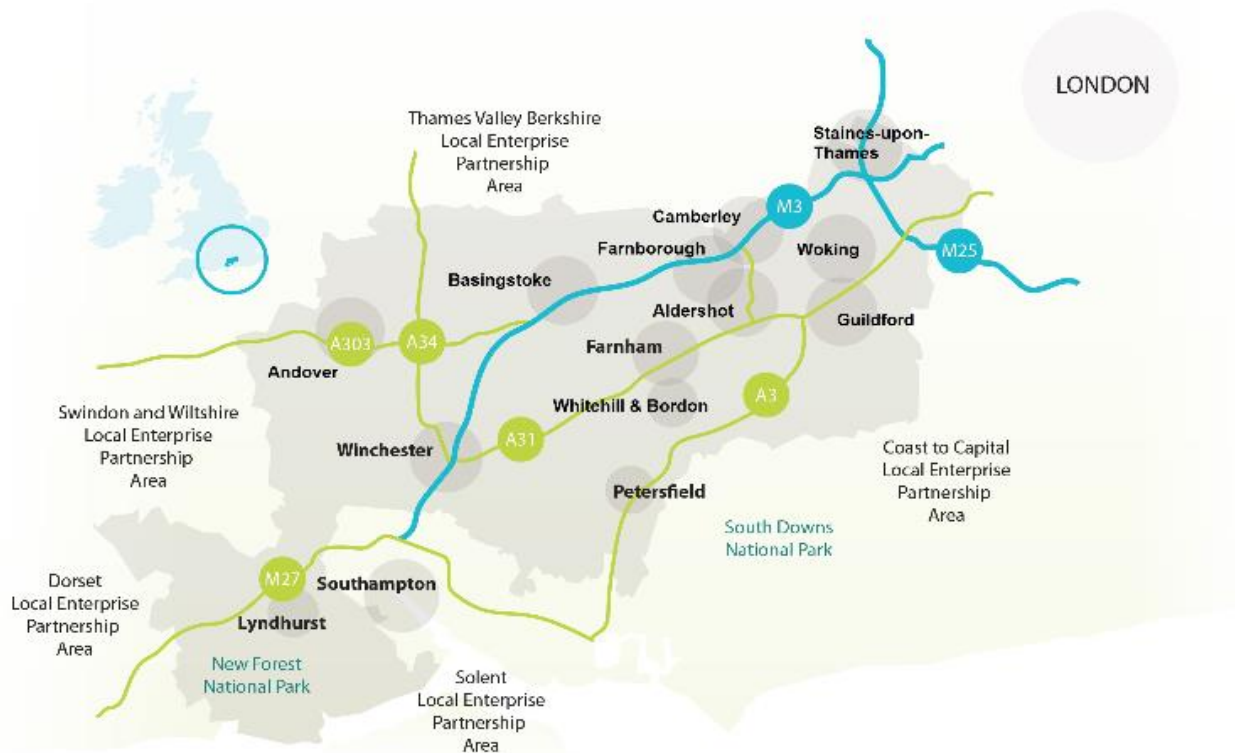 LONDON
Thames Valley Berkshire
Local Enterprise
Partnership
Area
Staines-upon-
Thames
M3
Camberley
Farnborough
Woking
M25
Basingstoke
Aldershot
Guildford
A303
A34
Farnham
Andover
A3
Whitehill & Bordon
Swindon and Wiltshire
Local Enterprise
Partnership
Area
A31
Winchester
Coast to Capital
Local Enterprise
Partnership
Area
Petersfield
South Downs
National Park
M27
Southampton
Dorset
Local Enterprise
Partnership
Area
Lyndhurst
New Forest
National Park
Solent
Local Enterprise
Partnership
Area